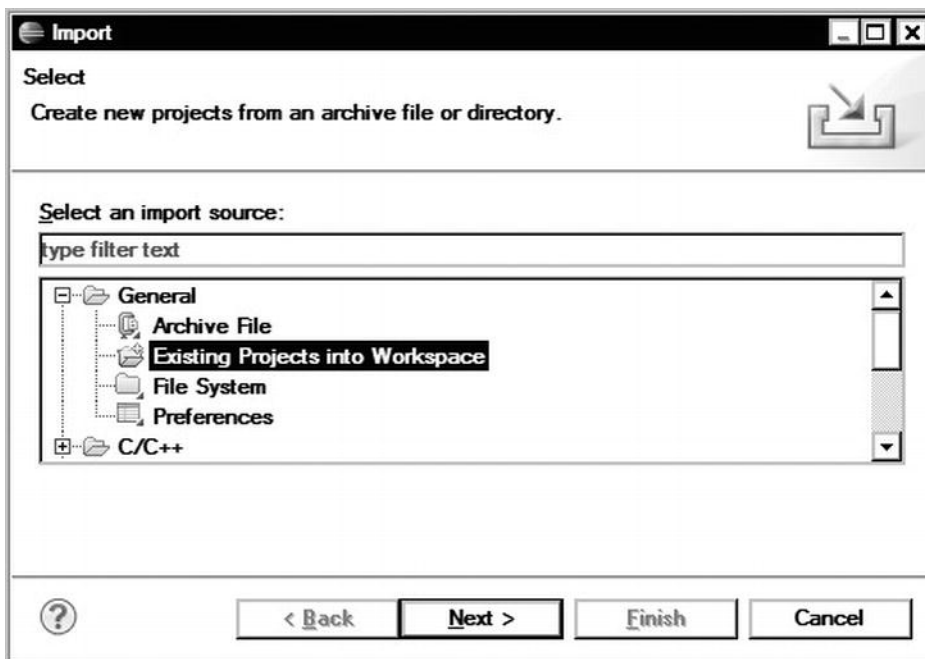 Import
Select
Create new projects from an archive file or directory.
Select an import source:
type filter text
General
Archive File
Existing Projects into Workspace
File System
Preferences
C/C++
?
< Back
Next >
Finish
Cancel